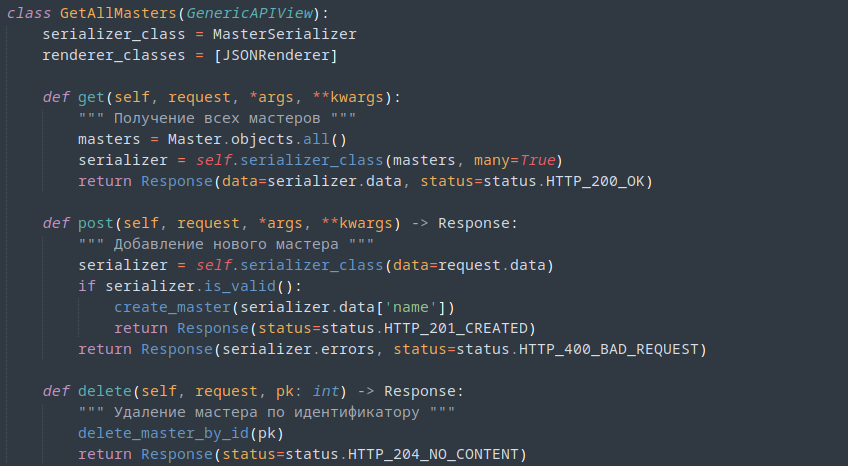 class GetAllMasters(GenericAPIView):
    serializer_class = MasterSerializer
    renderer_classes = [JSONRenderer]

    def get(self, request, *args, **kwargs):
        """ Получение всех мастеров """
        masters = Master.objects.all()
        serializer = self.serializer_class(masters, many=True)
        return Response(data=serializer.data, status=status.HTTP_200_OK)

    def post(self, request, *args, **kwargs) -> Response:
        """ Добавление нового мастера """
        serializer = self.serializer_class(data=request.data)
        if serializer.is_valid():
            create_master(serializer.data['name'])
            return Response(status=status.HTTP_201_CREATED)
        return Response(serializer.errors, status=status.HTTP_400_BAD_REQUEST)

    def delete(self, request, pk: int) -> Response:
        """ Удаление мастера по идентификатору """
        delete_master_by_id(pk)
        return Response(status=status.HTTP_204_NO_CONTENT)